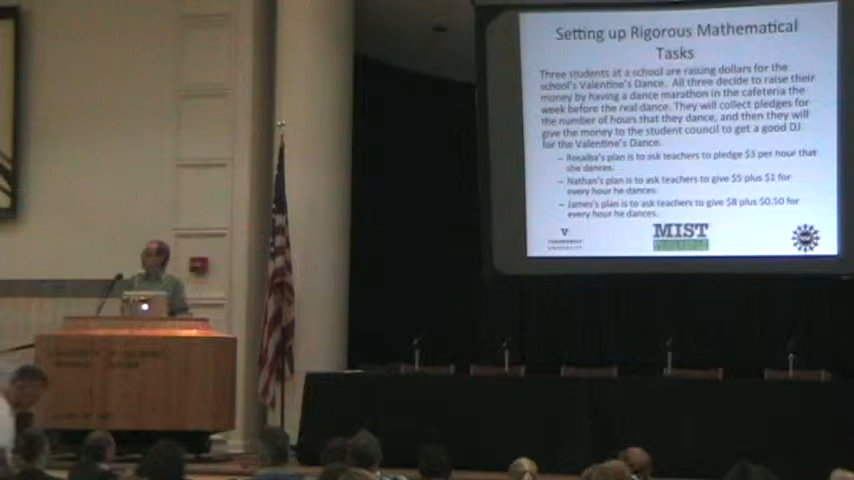 Setting up Rigorous Mathematical
Tasks
Three students at a school are raising dollars for the
school's Valentine's Dance. All three decide to raise their
money by having a dance marathon in the cafeteria the
week before the real dance. They will collect pledges for
the number of hours that they dance, and then they will
give the money to the student council to get a good DJ
for the Valentine's Dance.
– Rosalba's plan is to ask teachers to pledge $3 per hour that
she dances.
– Nathan's plan is to ask teachers to give $5 plus $1 for
every hour he dances.
– James's plan is to ask teachers to give $8 plus $0.50 for
every hour he dances.
VANDERBILT
UNIVERSITY
MIST